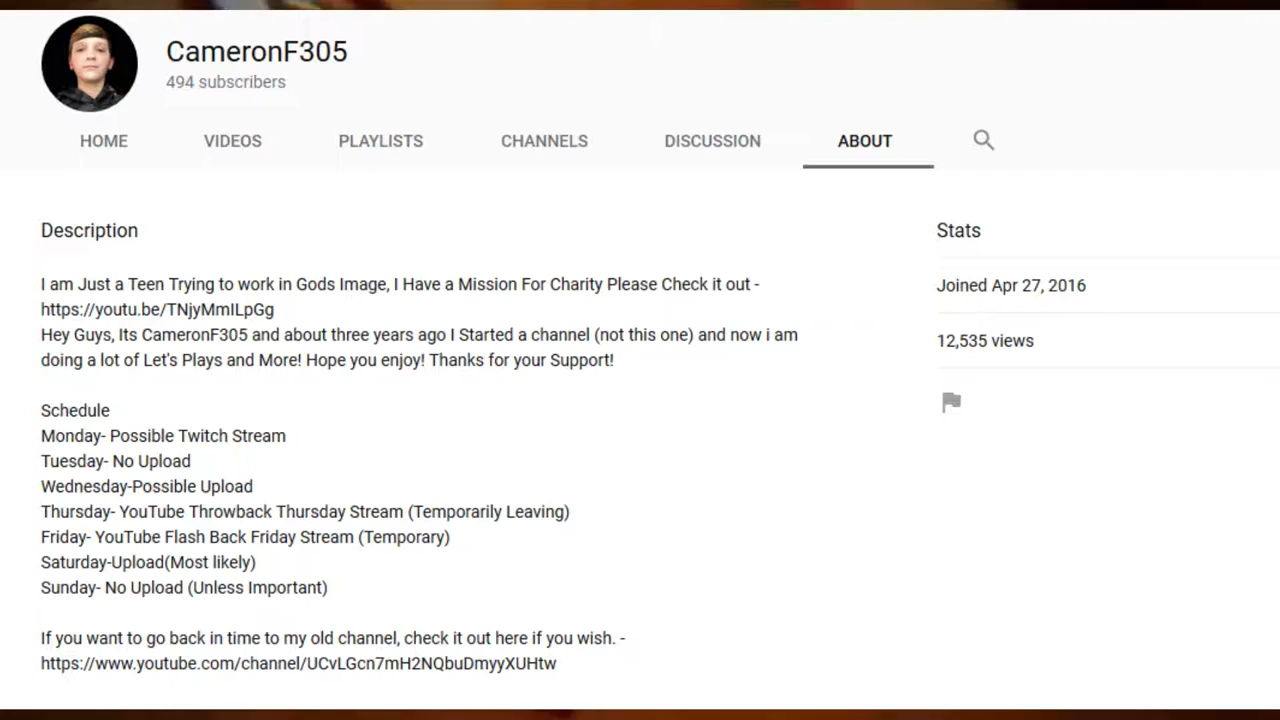 CameronF305
494 subscribers
HOME VIDEOS PLAYLISTS CHANNELS DISCUSSION ABOUT
Description
I am Just a Teen Trying to work in Gods Image, I Have a Mission For Charity Please Check it out -
https://youtu.be/TNjyMmILpGg
Hey Guys, Its CameronF305 and about three years ago I Started a channel (not this one) and now i am
doing a lot of Let's Plays and More! Hope you enjoy! Thanks for your Support!
Schedule
Monday- Possible Twitch Stream
Tuesday- No Upload
Wednesday-Possible Upload
Thursday- YouTube Throwback Thursday Stream (Temporarily Leaving)
Friday- YouTube Flash Back Friday Stream (Temporary)
Saturday-Upload(Most likely)
Sunday- No Upload (Unless Important)
If you want to go back in time to my old channel, check it out here if you wish. -
https://www.youtube.com/channel/UCvLGcn7mH2NQbuDmyyXUHtw
Stats
Joined Apr 27, 2016
12,535 views